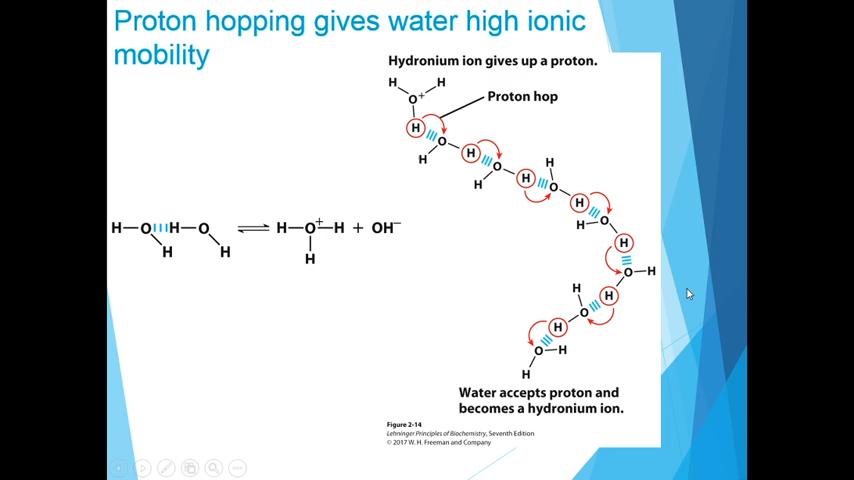 Proton hopping gives water high ionic
mobility
Hydronium ion gives up a proton.
H H
O+
Proton hop
H
O H
H O H
H
H O H
H—O|||H—O ⇌ H—O+—H + OH−
H H H
H—O
H
O—H
H H
O
H
O—H
H
Water accepts proton and
becomes a hydronium ion.
Figure 2-14
Lehninger Principles of Biochemistry, Seventh Edition
© 2017 W. H. Freeman and Company